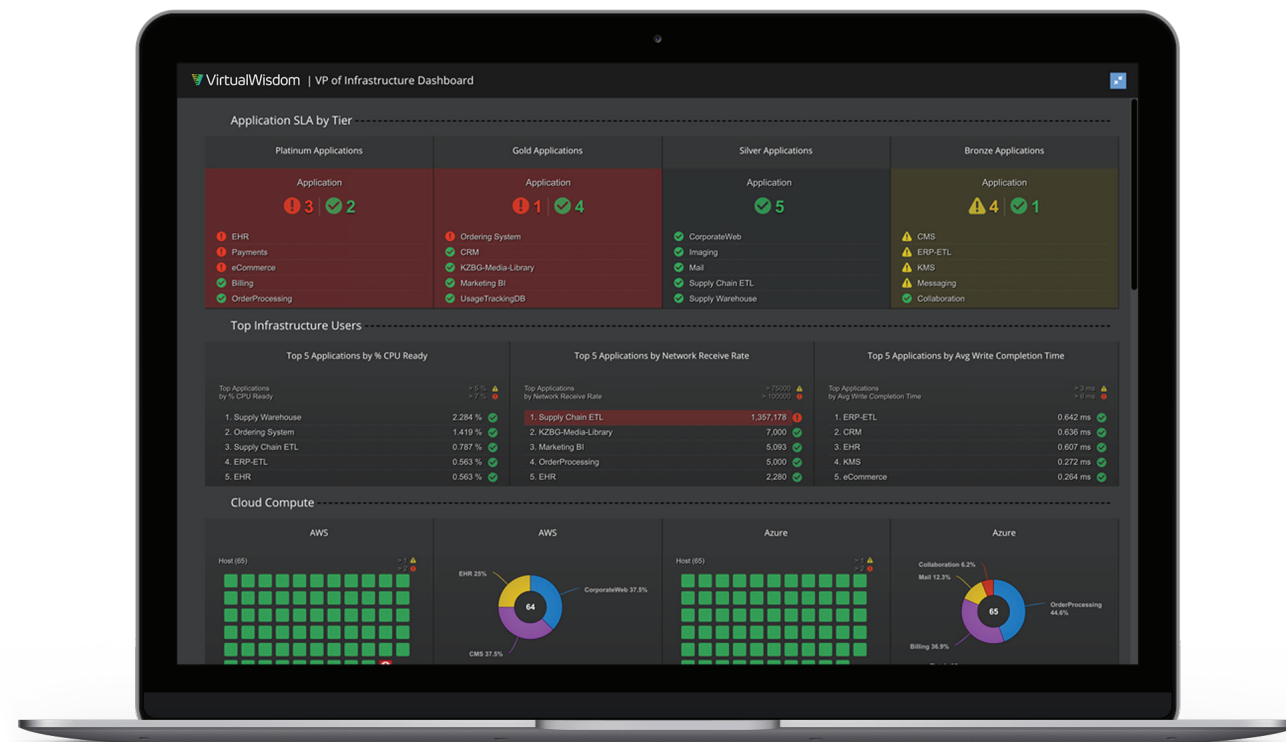 VirtualWisdom | VP of Infrastructure Dashboard
Application SLA by Tier
Platinum Applications
Application
3 2
EHR
Payments
eCommerce
Billing
OrderProcessing
Gold Applications
Application
1 4
Ordering System
CRM
KZBG-Media-Library
Marketing BI
UsageTrackingDB
Silver Applications
Application
5
CorporateWeb
Imaging
Mail
Supply Chain ETL
Supply Warehouse
Bronze Applications
Application
4 1
CMS
ERP-ETL
KMS
Messaging
Collaboration
Top Infrastructure Users
Top 5 Applications by % CPU Ready
Top Applications > 5 %
by % CPU Ready > 7 %
1. Supply Warehouse 2.284 %
2. Ordering System 1.419 %
3. Supply Chain ETL 0.787 %
4. ERP-ETL 0.563 %
5. EHR 0.563 %
Top 5 Applications by Network Receive Rate
Top Applications > 75000
by Network Receive Rate > 100000
1. Supply Chain ETL 1,357,178
2. KZBG-Media-Library 7,000
3. Marketing BI 5,093
4. OrderProcessing 5,000
5. EHR 2,280
Top 5 Applications by Avg Write Completion Time
Top Applications > 3 ms
by Avg Write Completion Time
1. ERP-ETL 0.642 ms
2. CRM 0.636 ms
3. EHR 0.607 ms
4. KMS 0.272 ms
5. eCommerce 0.264 ms
Cloud Compute
AWS
Host (65) > 1
> 2
AWS
EHR 25%
CorporateWeb 37.5%
64
CMS 37.5%
Azure
Host (65) > 1
> 2
Azure
Collaboration 6.2%
Mail 12.3%
OrderProcessing
44.6%
65
Billing 36.9%